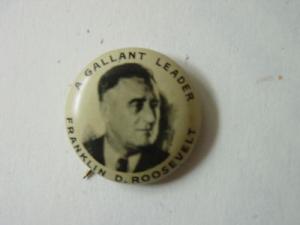 A GALLANT LEADER
FRANKLIN D. ROOSEVELT